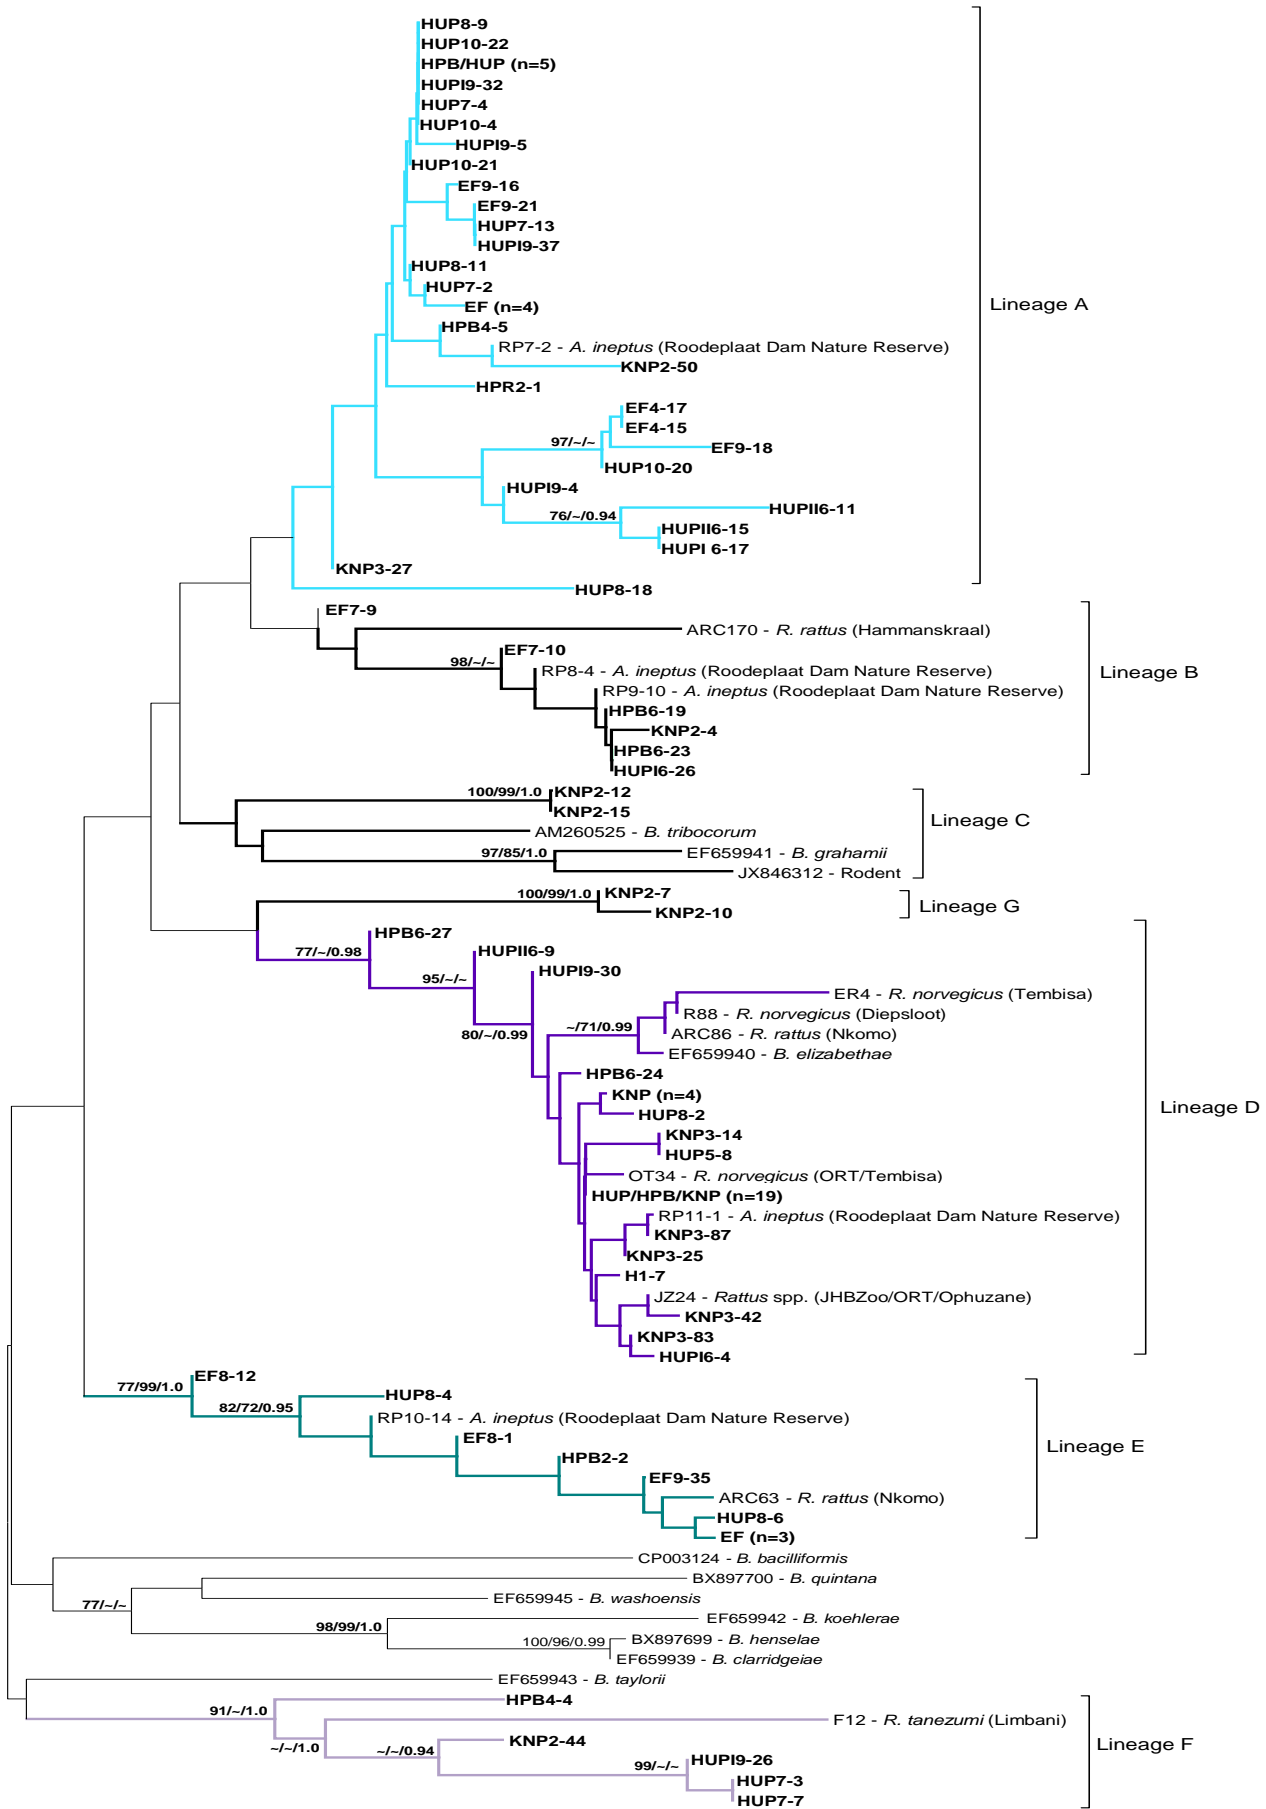 HUP8-9
HUP10-22
HPB/HUP (n=5)
HUPI9-32
HUP7-4
HUP10-4
HUPI9-5
HUP10-21
EF9-16
EF9-21
HUP7-13
HUPI9-37
HUP8-11
HUP7-2
EF (n=4)
Lineage A
HPB4-5
RP7-2 - A. ineptus (Roodeplaat Dam Nature Reserve)
KNP2-50
HPR2-1
EF4-17
EF4-15
97/~/~
EF9-18
HUP10-20
HUPI9-4
HUPII6-11
76/~/0.94
HUPII6-15
HUPI 6-17
KNP3-27
HUP8-18
EF7-9
ARC170 - R. rattus (Hammanskraal)
EF7-10
98/~/~
RP8-4 - A. ineptus (Roodeplaat Dam Nature Reserve)
Lineage B
RP9-10 - A. ineptus (Roodeplaat Dam Nature Reserve)
HPB6-19
KNP2-4
HPB6-23
HUPI6-26
100/99/1.0
KNP2-12
KNP2-15
Lineage C
AM260525 - B. tribocorum
97/85/1.0
EF659941 - B. grahamii
JX846312 - Rodent
100/99/1.0
KNP2-7
Lineage G
KNP2-10
HPB6-27
77/~/0.98
HUPII6-9
95/~/~
HUPI9-30
ER4 - R. norvegicus (Tembisa)
R88 - R. norvegicus (Diepsloot)
80/~/0.99
~/71/0.99
ARC86 - R. rattus (Nkomo)
EF659940 - B. elizabethae
HPB6-24
KNP (n=4)
Lineage D
HUP8-2
KNP3-14
HUP5-8
OT34 - R. norvegicus (ORT/Tembisa)
HUP/HPB/KNP (n=19)
RP11-1 - A. ineptus (Roodeplaat Dam Nature Reserve)
KNP3-87
KNP3-25
H1-7
JZ24 - Rattus spp. (JHBZoo/ORT/Ophuzane)
KNP3-42
KNP3-83
HUPI6-4
EF8-12
77/99/1.0
HUP8-4
82/72/0.95
RP10-14 - A. ineptus (Roodeplaat Dam Nature Reserve)
EF8-1
Lineage E
HPB2-2
EF9-35
ARC63 - R. rattus (Nkomo)
HUP8-6
EF (n=3)
CP003124 - B. bacilliformis
BX897700 - B. quintana
EF659945 - B. washoensis
77/~/~
EF659942 - B. koehlerae
98/99/1.0
100/96/0.99
BX897699 - B. henselae
EF659939 - B. clarridgeiae
EF659943 - B. taylorii
HPB4-4
91/~/1.0
F12 - R. tanezumi (Limbani)
KNP2-44
Lineage F
~/~/1.0
~/~/0.94
HUPI9-26
99/~/~
HUP7-3
HUP7-7